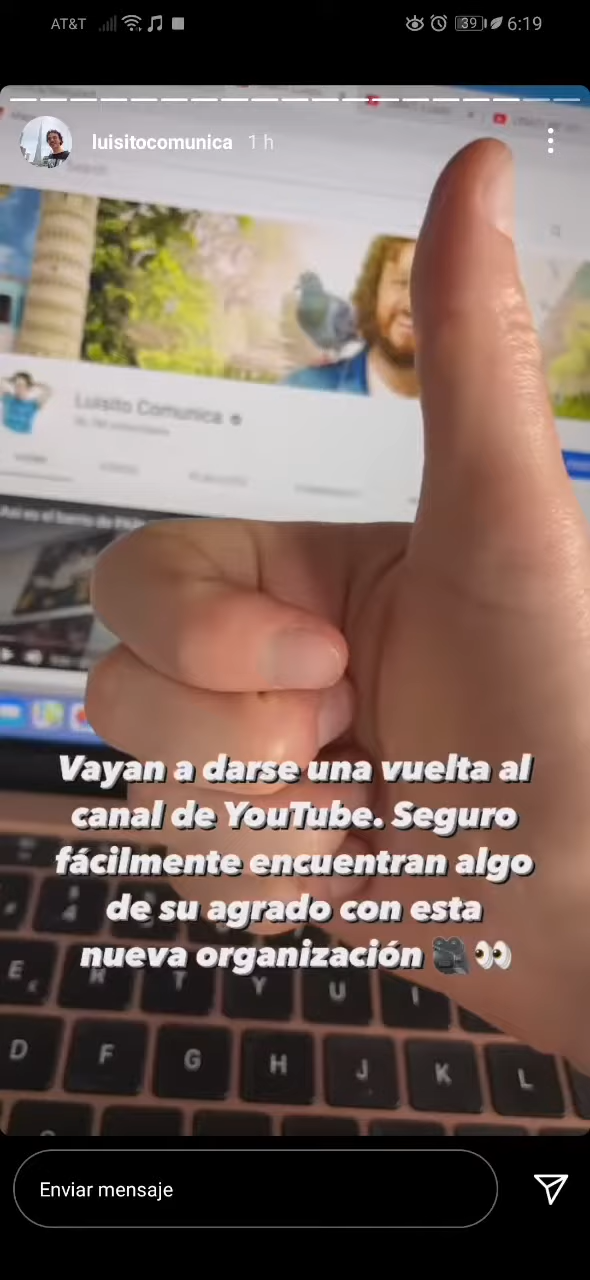 AT&T 39 6:19
luisitocomunica 1 h
Luisito Comunica
Vayan a darse una vuelta al
canal de YouTube. Seguro
fácilmente encuentran algo
de su agrado con esta
nueva organización 🎥👀
E R T Y U I
D F G H J K L
Enviar mensaje